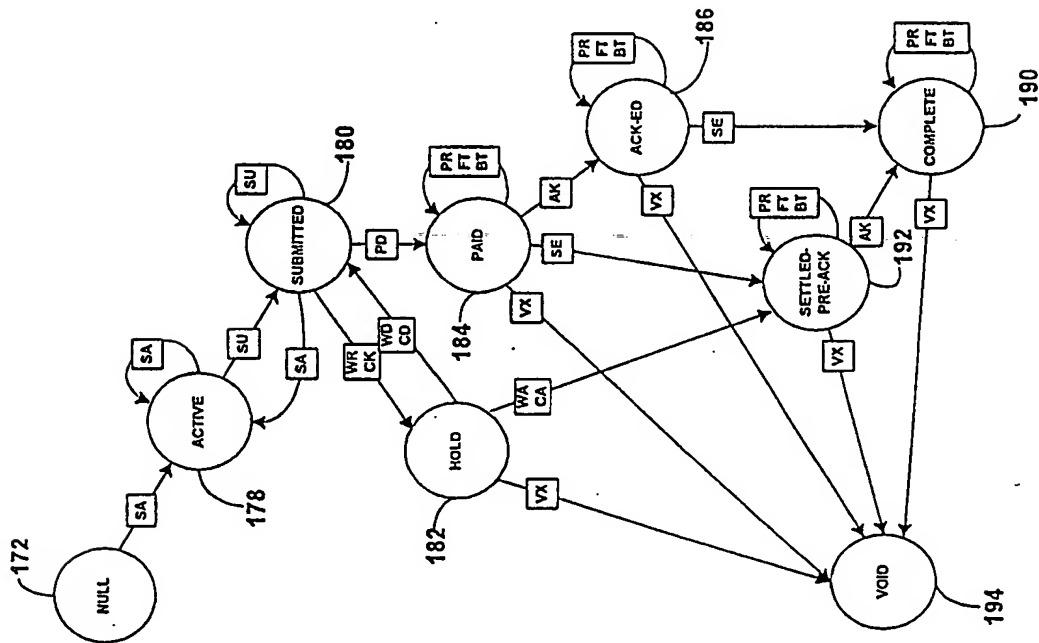 172
NULL
SA
178
ACTIVE
SA
SU
SA
180
SUBMITTED
SU
WR
CK
WD
CD
PD
182
HOLD
WA
CA
VX
184
PAID
PR
FT
BT
AK
SE
VX
186
ACK-ED
PR
FT
BT
SE
VX
192
SETTLED-
PRE-ACK
PR
FT
BT
AK
VX
190
COMPLETE
PR
FT
BT
VX
194
VOID